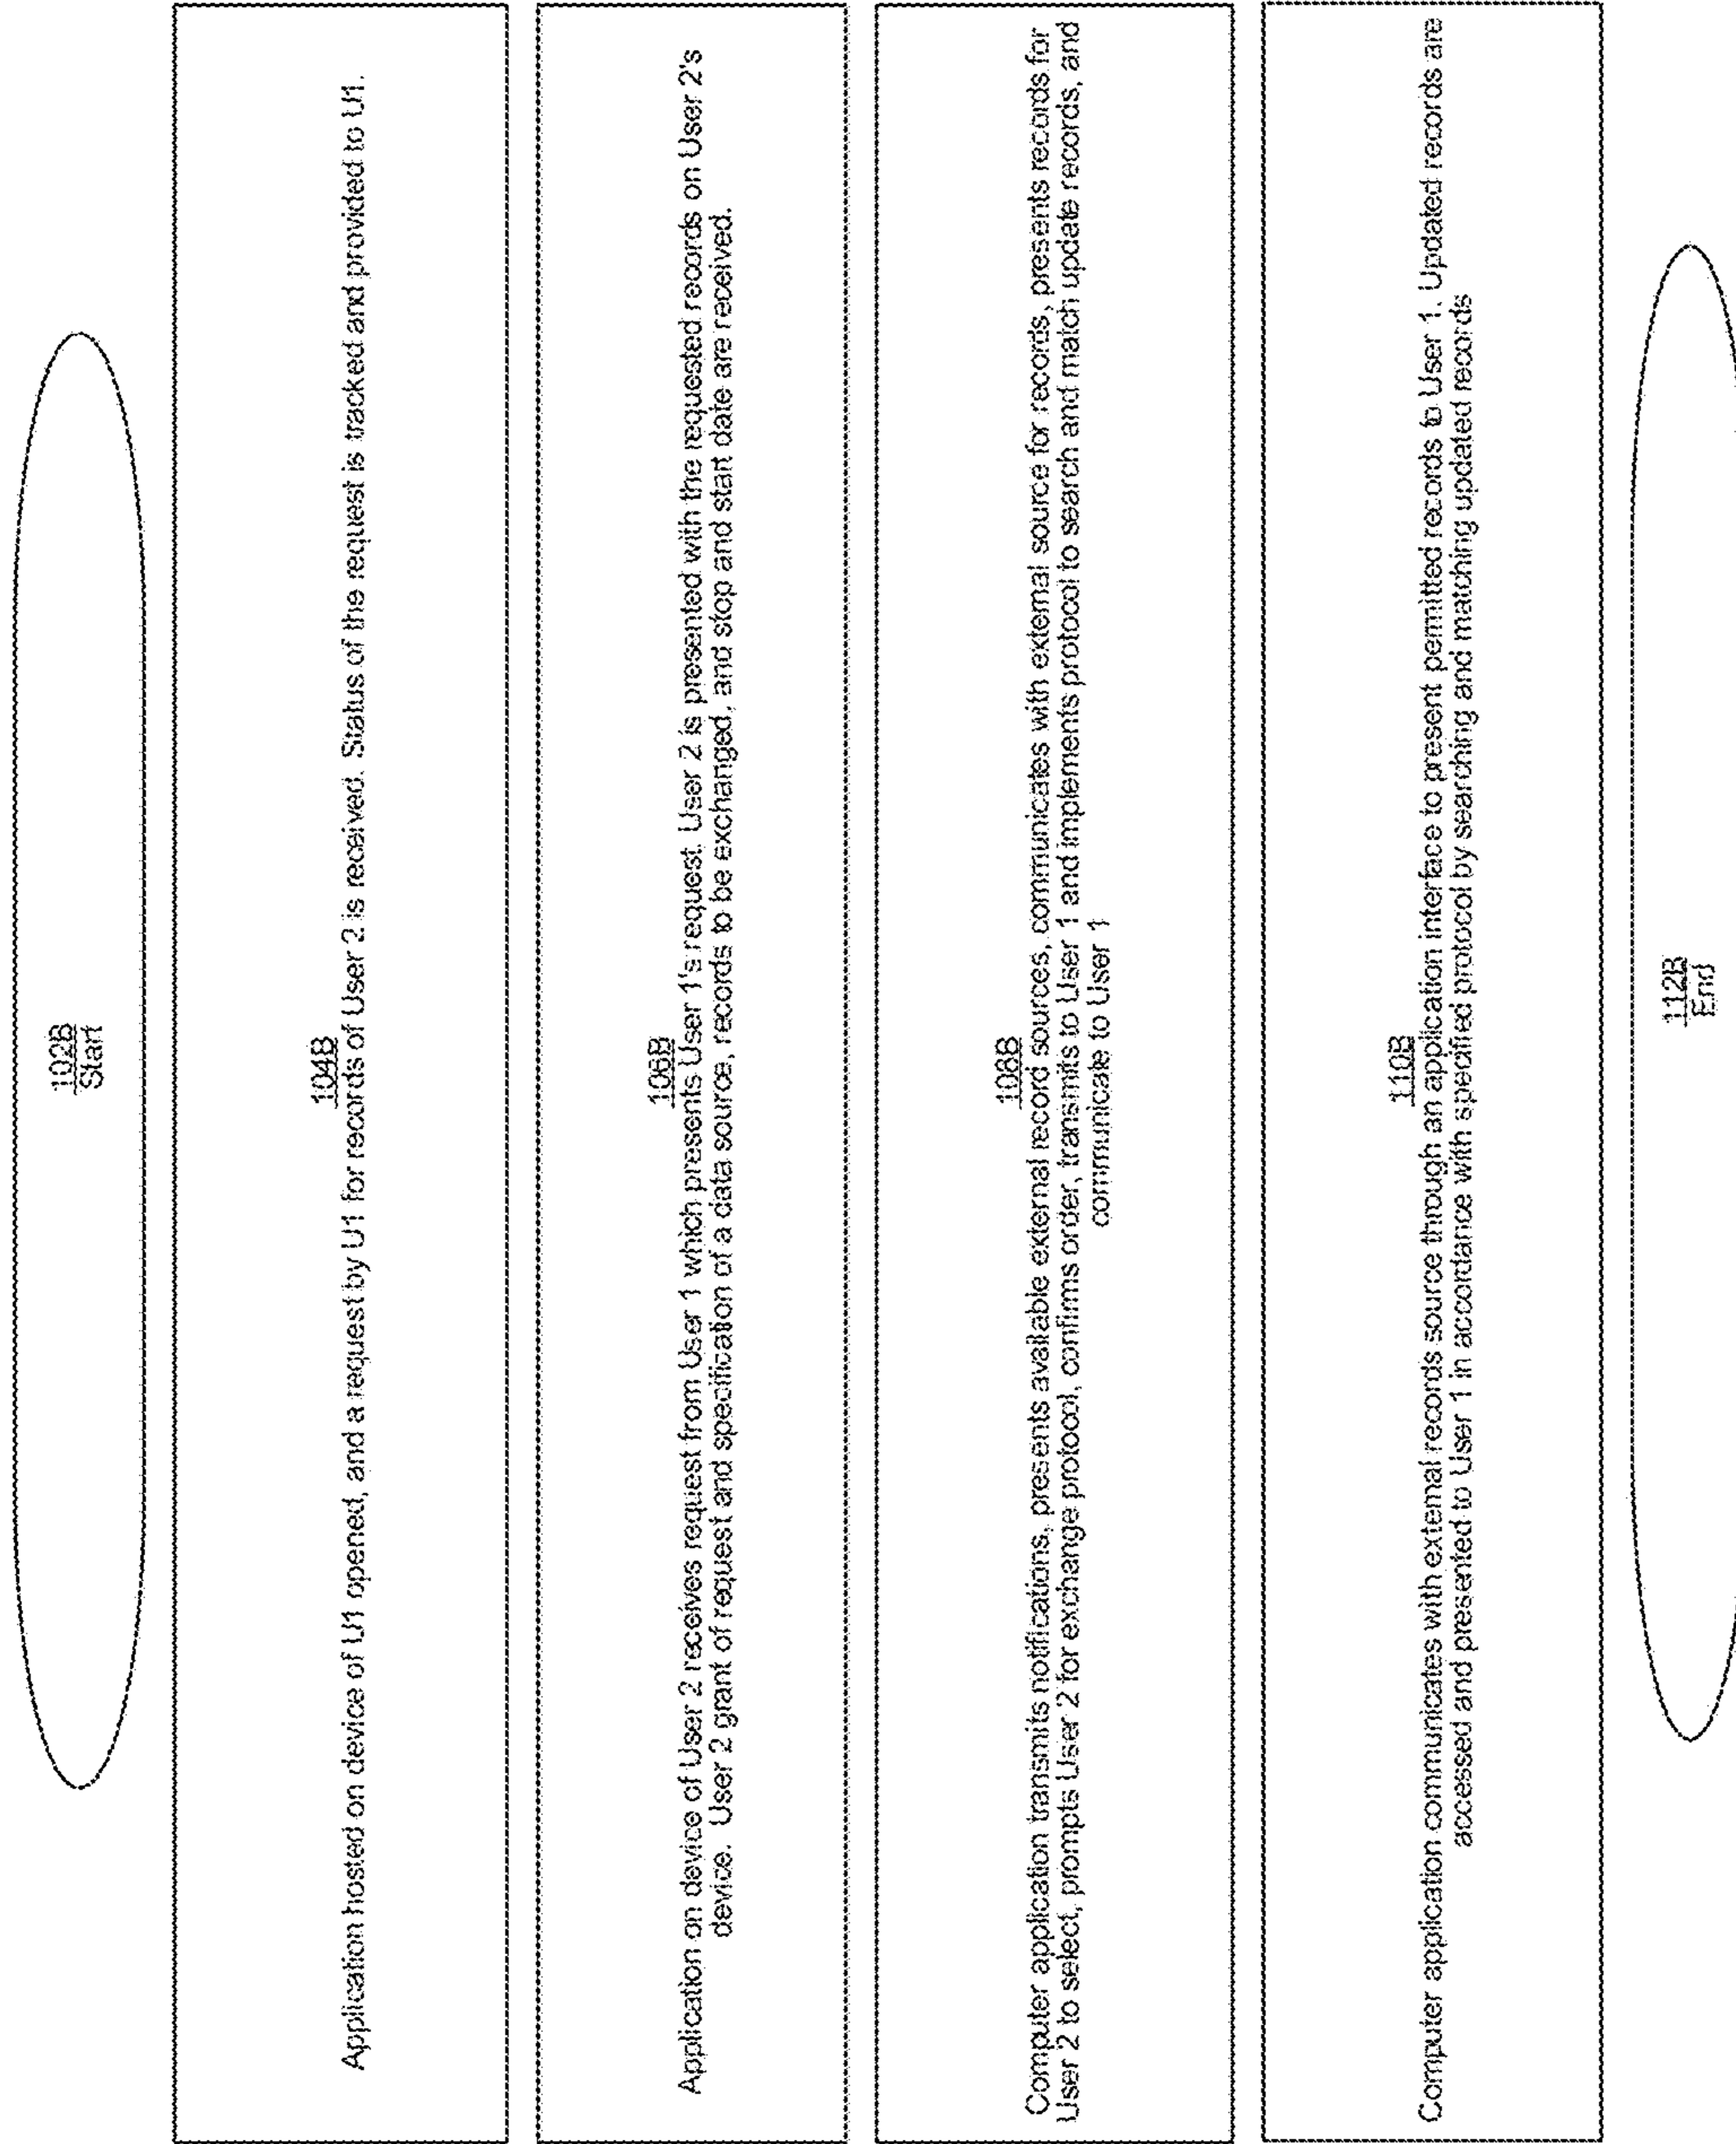 102B
Start
104B
Application hosted on device of U1 opened, and a request by U1 for records of User 2 is received. Status of the request is tracked and provided to U1.
106B
Application on device of User 2 receives request from User 1 which presents User 1's request. User 2 is presented with the requested records on User 2's
device. User 2 grant of request and specification of a data source, records to be exchanged, and stop and start date are received.
108B
Computer application transmits notifications, presents available external record sources, communicates with external source for records, presents records for
User 2 to select, prompts User 2 for exchange protocol, confirms order, transmits to User 1 and implements protocol to search and match update records, and
communicate to User 1
110B
Computer application communicates with external records source through an application interface to present permitted records to User 1. Updated records are
accessed and presented to User 1 in accordance with specified protocol by searching and matching updated records
112B
End